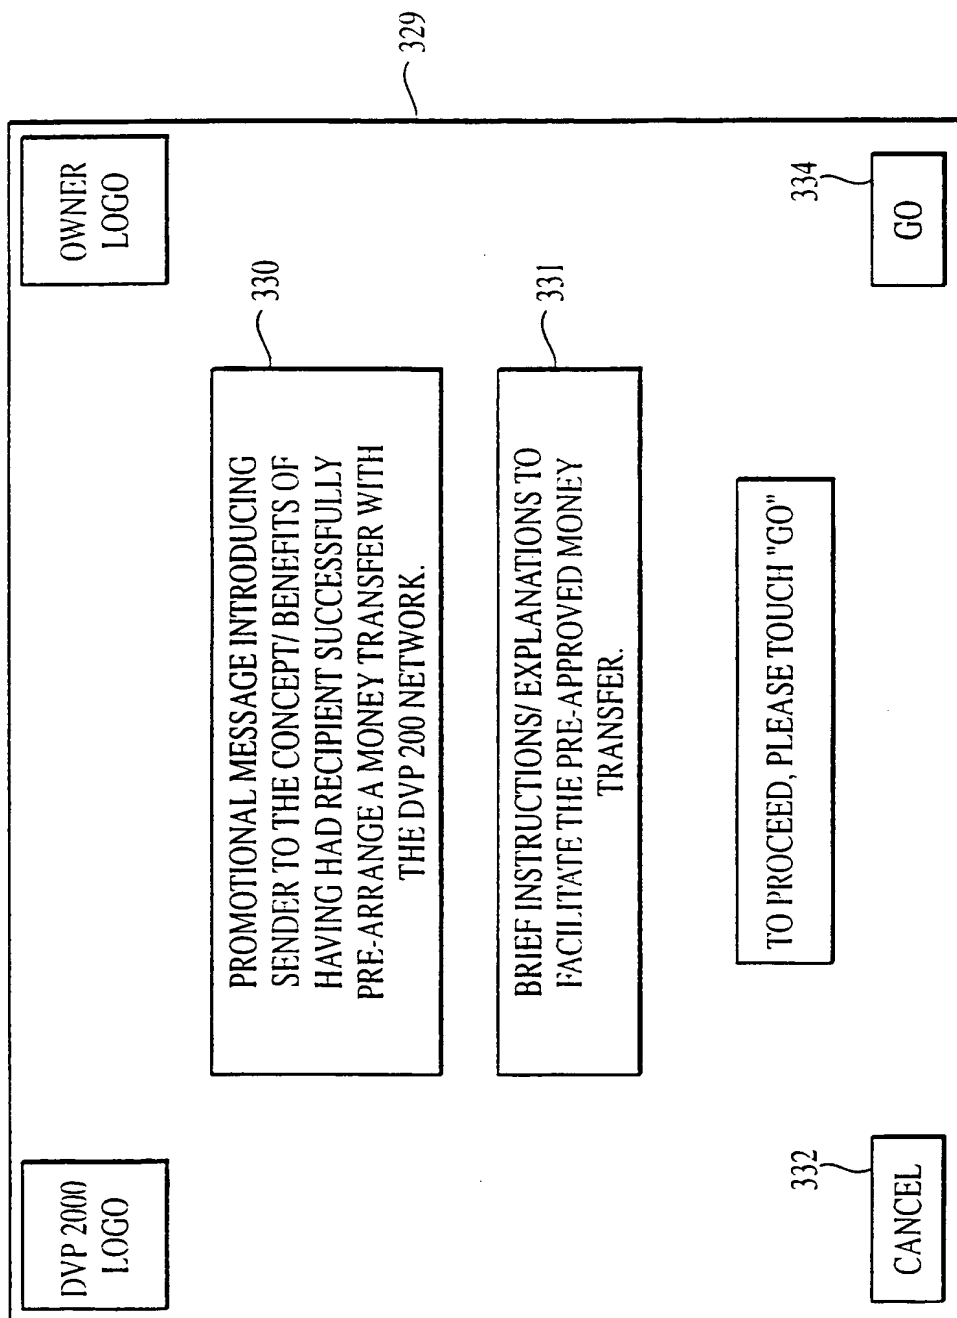 329
DVP 2000
LOGO
OWNER
LOGO
330
PROMOTIONAL MESSAGE INTRODUCING
SENDER TO THE CONCEPT/ BENEFITS OF
HAVING HAD RECIPIENT SUCCESSFULLY
PRE-ARRANGE A MONEY TRANSFER WITH
THE DVP 200 NETWORK.
331
BRIEF INSTRUCTIONS/ EXPLANATIONS TO
FACILITATE THE PRE-APPROVED MONEY
TRANSFER.
TO PROCEED, PLEASE TOUCH "GO"
332
CANCEL
334
GO